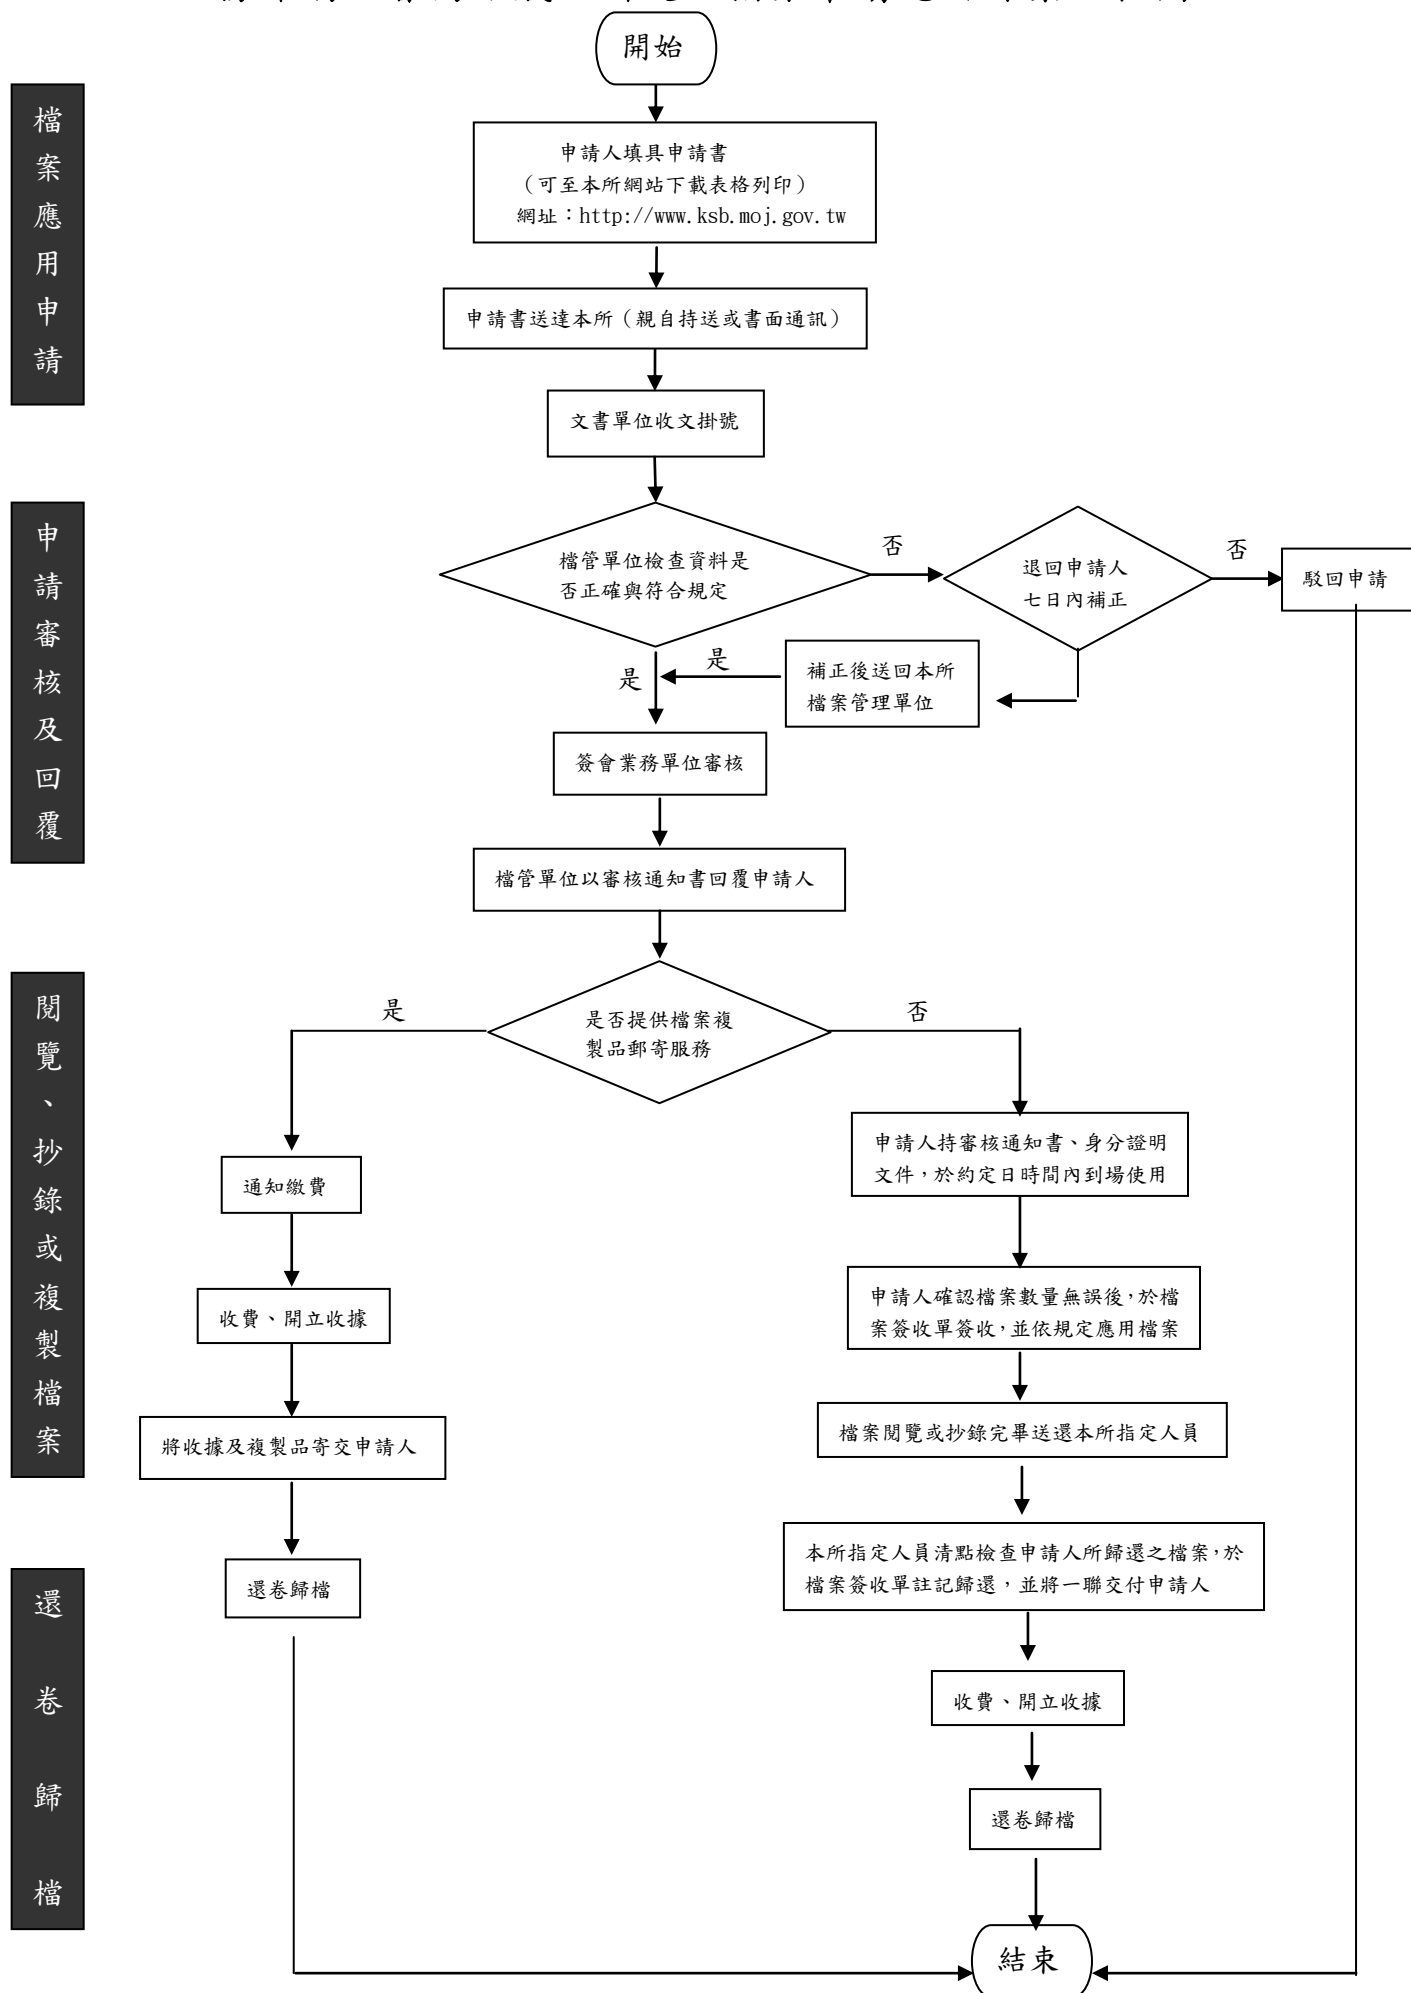 開始
檔案應用申請
申請人填具申請書
（可至本所網站下載表格列印）
網址：http://www.ksb.moj.gov.tw
申請書送達本所（親自持送或書面通訊）
文書單位收文掛號
申請審核及回覆
檔管單位檢查資料是
否正確與符合規定
否
退回申請人
七日內補正
否
駁回申請
是
是
補正後送回本所
檔案管理單位
簽會業務單位審核
檔管單位以審核通知書回覆申請人
閱覽、抄錄或複製檔案
是否提供檔案複
製品郵寄服務
是
否
通知繳費
收費、開立收據
將收據及複製品寄交申請人
還卷歸檔
申請人持審核通知書、身分證明
文件，於約定日時間內到場使用
申請人確認檔案數量無誤後，於檔
案簽收單簽收，並依規定應用檔案
檔案閱覽或抄錄完畢送還本所指定人員
本所指定人員清點檢查申請人所歸還之檔案，於
檔案簽收單註記歸還，並將一聯交付申請人
收費、開立收據
還卷歸檔
還卷歸檔
結束